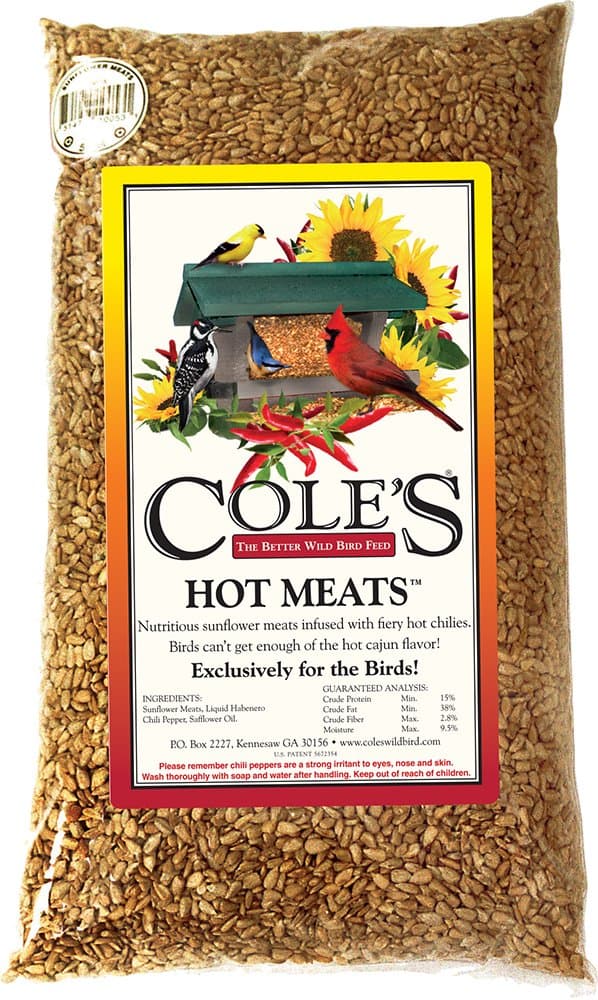 SUNFLOWER MEATS
COLE'S®
THE BETTER WILD BIRD FEED
HOT MEATS™
Nutritious sunflower meats infused with fiery hot chilies.
Birds can't get enough of the hot cajun flavor!
Exclusively for the Birds!
INGREDIENTS:
Sunflower Meats, Liquid Habenero
Chili Pepper, Safflower Oil.
GUARANTEED ANALYSIS:
Crude Protein Min. 15%
Crude Fat Min. 38%
Crude Fiber Max. 2.8%
Moisture Max. 9.5%
P.O. Box 2227, Kennesaw GA 30156 • www.coleswildbird.com
U.S. PATENT 5672354
Please remember chili peppers are a strong irritant to eyes, nose and skin.
Wash thoroughly with soap and water after handling. Keep out of reach of children.